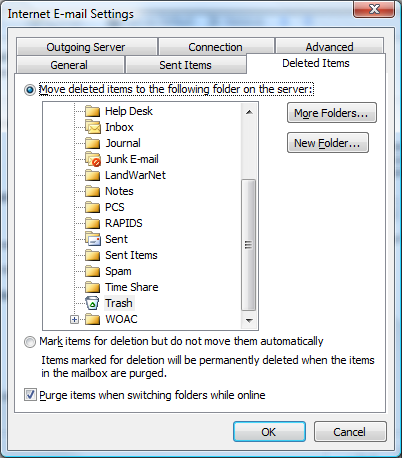 Internet E-mail Settings
Outgoing Server
Connection
Advanced
General
Sent Items
Deleted Items
Move deleted items to the following folder on the server:
Help Desk
Inbox
Journal
Junk E-mail
LandWarNet
Notes
PCS
RAPIDS
Sent
Sent Items
Spam
Time Share
Trash
WOAC
More Folders...
New Folder...
Mark items for deletion but do not move them automatically
Items marked for deletion will be permanently deleted when the items
in the mailbox are purged.
Purge items when switching folders while online
OK
Cancel